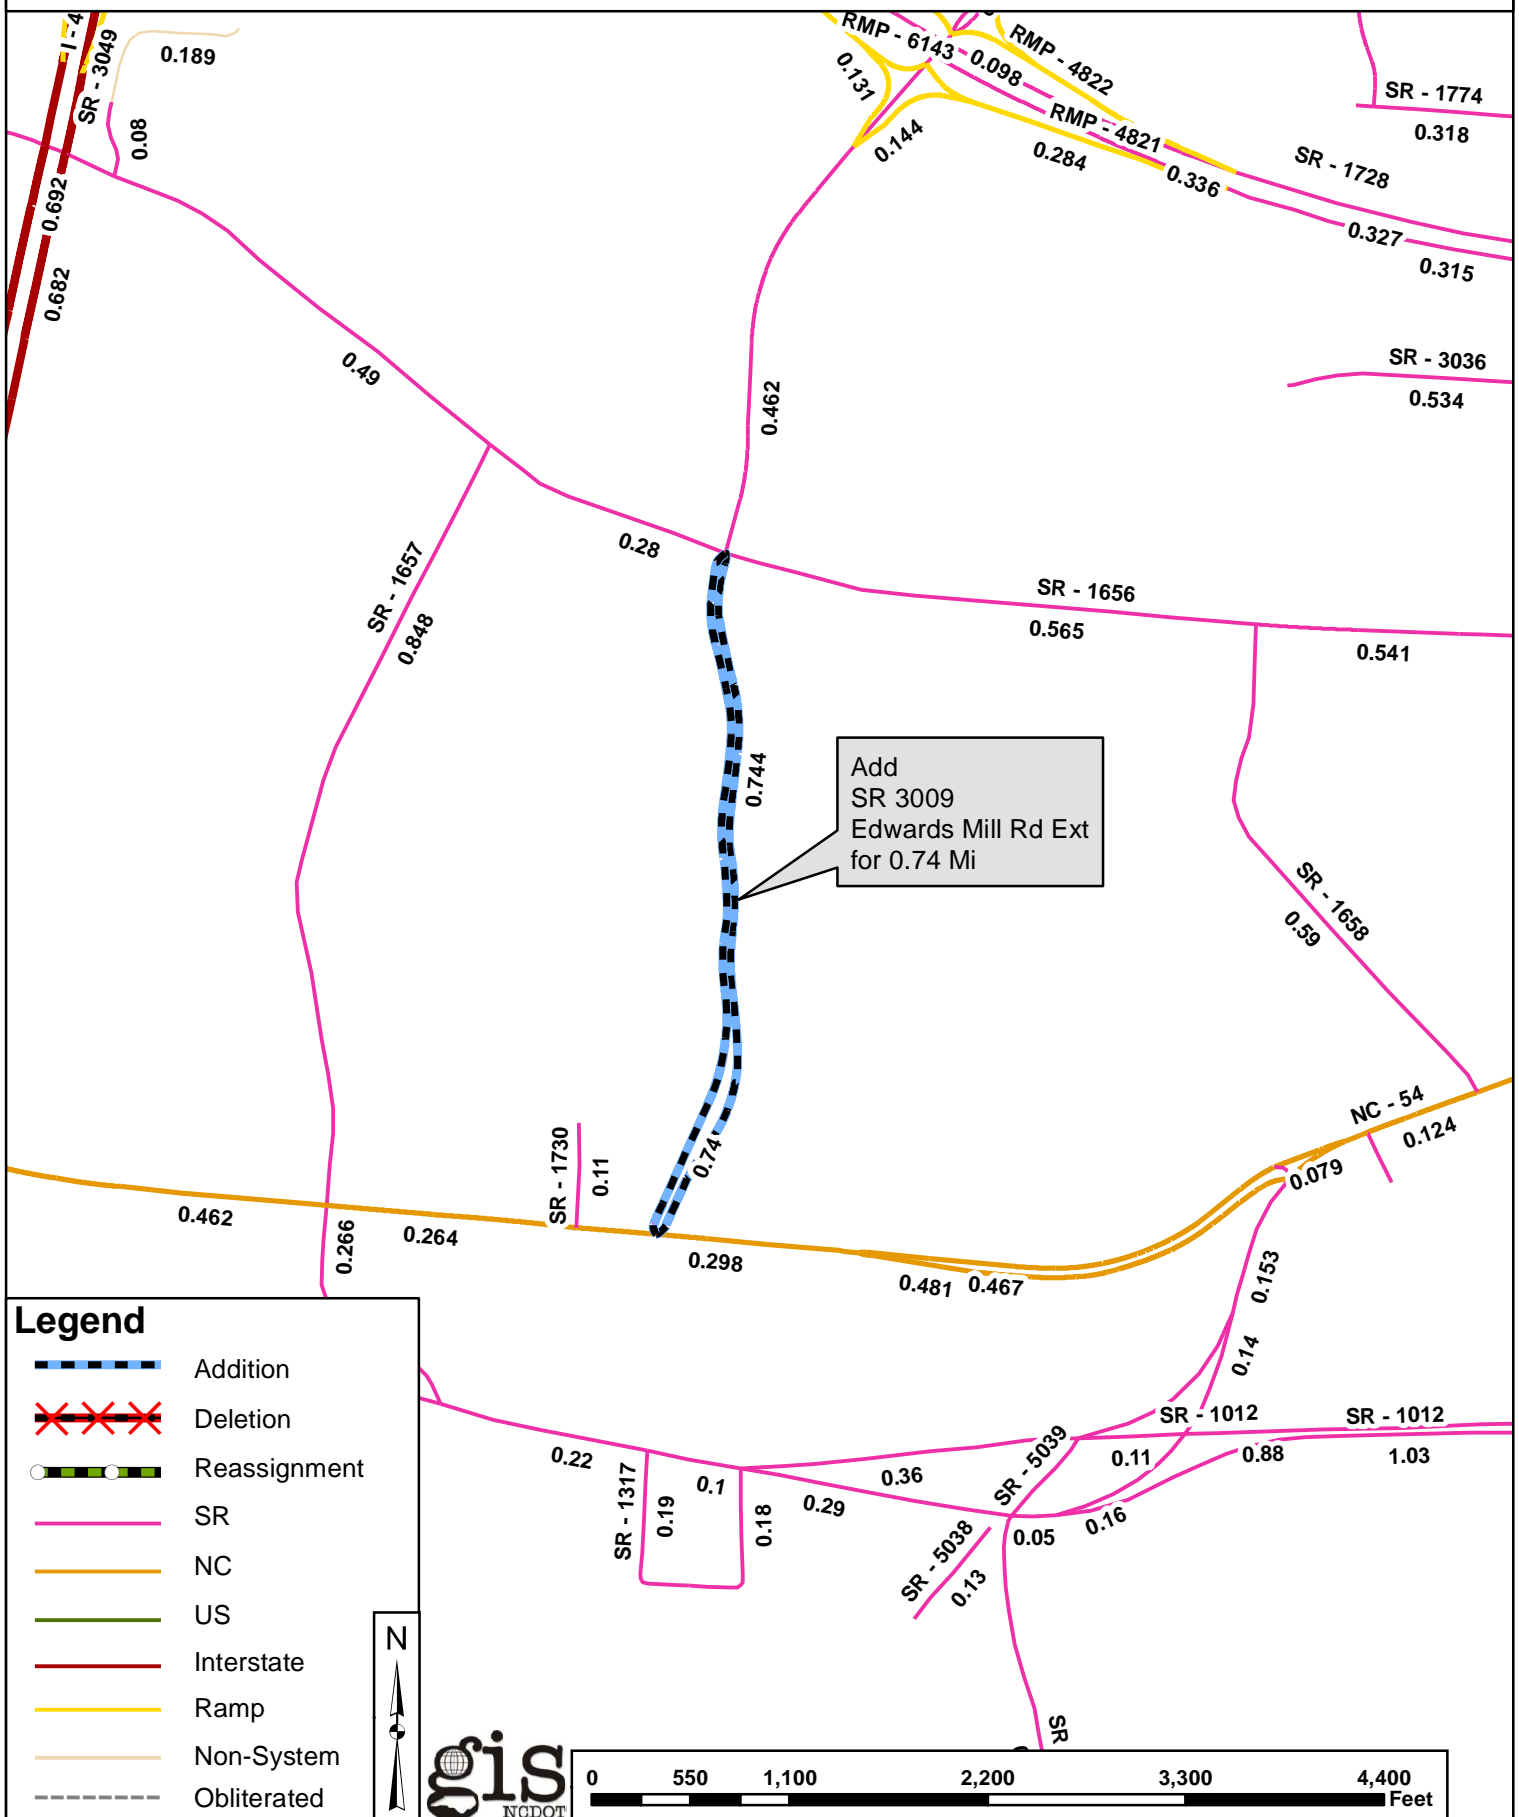 I - 4
SR - 3049
0.189
0.08
0.692
0.682
RMP - 6143
0.098
RMP - 4822
0.131
0.144
RMP - 4821
0.284
0.336
SR - 1774
0.318
SR - 1728
0.327
0.315
0.49
0.462
SR - 3036
0.534
0.28
SR - 1657
0.848
SR - 1656
0.565
0.541
0.744
Add
SR 3009
Edwards Mill Rd Ext
for 0.74 Mi
SR - 1658
0.59
NC - 54
0.124
0.079
SR - 1730
0.11
0.74
0.462
0.266
0.264
0.298
0.481
0.467
0.153
0.14
SR - 1012
SR - 1012
0.22
0.1
0.36
SR - 5039
0.11
0.88
1.03
SR - 1317
0.19
0.18
0.29
0.05
0.16
SR - 5038
0.13
SR
Legend
Addition
Deletion
Reassignment
SR
NC
US
Interstate
Ramp
Non-System
Obliterated
N
gis
NCDOT
0 550 1,100 2,200 3,300 4,400
Feet